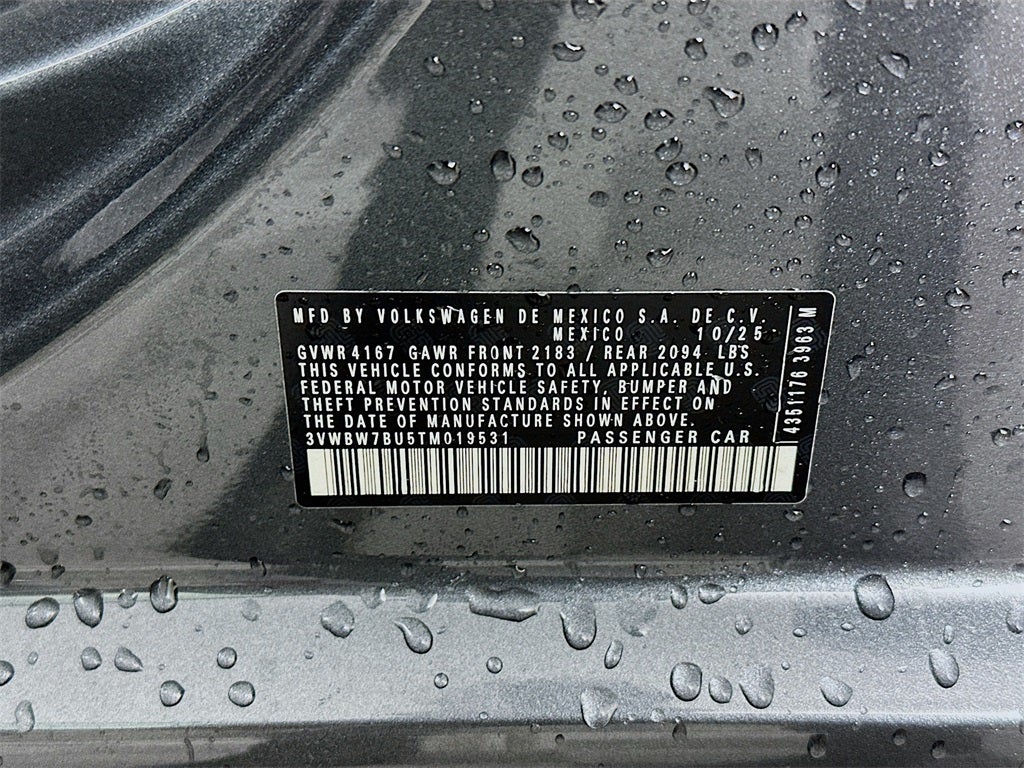 MFD BY VOLKSWAGEN DE MEXICO S.A. DE C.V.
MEXICO 10/25
GVWR 4167 GAWR FRONT 2183 / REAR 2094 LBS
THIS VEHICLE CONFORMS TO ALL APPLICABLE U.S.
FEDERAL MOTOR VEHICLE SAFETY, BUMPER AND
THEFT PREVENTION STANDARDS IN EFFECT ON
THE DATE OF MANUFACTURE SHOWN ABOVE.
3VWBW7BU5TM019531 PASSENGER CAR
4351176 3963 M